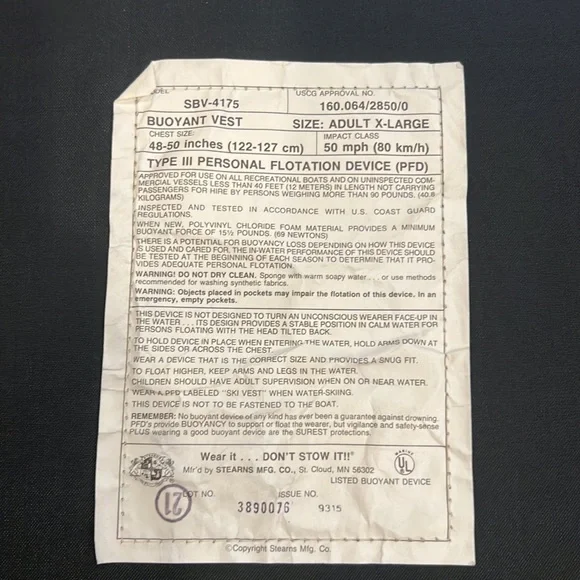 USCG APPROVAL NO.
SBV-4175 160.064/2850/0
BUOYANT VEST SIZE: ADULT X-LARGE
CHEST SIZE: IMPACT CLASS
48-50 inches (122-127 cm) 50 mph (80 km/h)
TYPE III PERSONAL FLOTATION DEVICE (PFD)
APPROVED FOR USE ON ALL RECREATIONAL BOATS AND ON UNINSPECTED COM-
MERCIAL VESSELS LESS THAN 40 FEET (12 METERS) IN LENGTH NOT CARRYING
PASSENGERS FOR HIRE BY PERSONS WEIGHING MORE THAN 90 POUNDS. (40.8
KILOGRAMS)
INSPECTED AND TESTED IN ACCORDANCE WITH U.S. COAST GUARD
REGULATIONS.
WHEN NEW, POLYVINYL CHLORIDE FOAM MATERIAL PROVIDES A MINIMUM
BUOYANT FORCE OF 15½ POUNDS. (69 NEWTONS)
THERE IS A POTENTIAL FOR BUOYANCY LOSS DEPENDING ON HOW THIS DEVICE
IS USED AND CARED FOR. THE IN-WATER PERFORMANCE OF THIS DEVICE SHOULD
BE TESTED AT THE BEGINNING OF EACH SEASON TO DETERMINE THAT IT PRO-
VIDES ADEQUATE PERSONAL FLOTATION.
WARNING! DO NOT DRY CLEAN. Sponge with warm soapy water . . . or use methods
recommended for washing synthetic fabrics.
WARNING: Objects placed in pockets may impair the flotation of this device. In an
emergency, empty pockets.
THIS DEVICE IS NOT DESIGNED TO TURN AN UNCONSCIOUS WEARER FACE-UP IN
THE WATER . . . ITS DESIGN PROVIDES A STABLE POSITION IN CALM WATER FOR
PERSONS FLOATING WITH THE HEAD TILTED BACK.
TO HOLD DEVICE IN PLACE WHEN ENTERING THE WATER, HOLD ARMS DOWN AT
THE SIDES OR ACROSS THE CHEST.
WEAR A DEVICE THAT IS THE CORRECT SIZE AND PROVIDES A SNUG FIT.
TO FLOAT HIGHER, KEEP ARMS AND LEGS IN THE WATER.
CHILDREN SHOULD HAVE ADULT SUPERVISION WHEN ON OR NEAR WATER.
WEAR A PFD LABELED "SKI VEST" WHEN WATER-SKIING.
THIS DEVICE IS NOT TO BE FASTENED TO THE BOAT.
REMEMBER: No buoyant device of any kind has ever been a guarantee against drowning.
PFD's provide BUOYANCY to support or float the wearer, but vigilance and safety-sense
PLUS wearing a good buoyant device are the SUREST protections.
Wear it . . . DON'T STOW IT!!
Mfr'd by STEARNS MFG. CO., St. Cloud, MN 56302
MARINE
UL
LISTED BUOYANT DEVICE
21
LOT NO. ISSUE NO.
3890076 9315
©Copyright Stearns Mfg. Co.